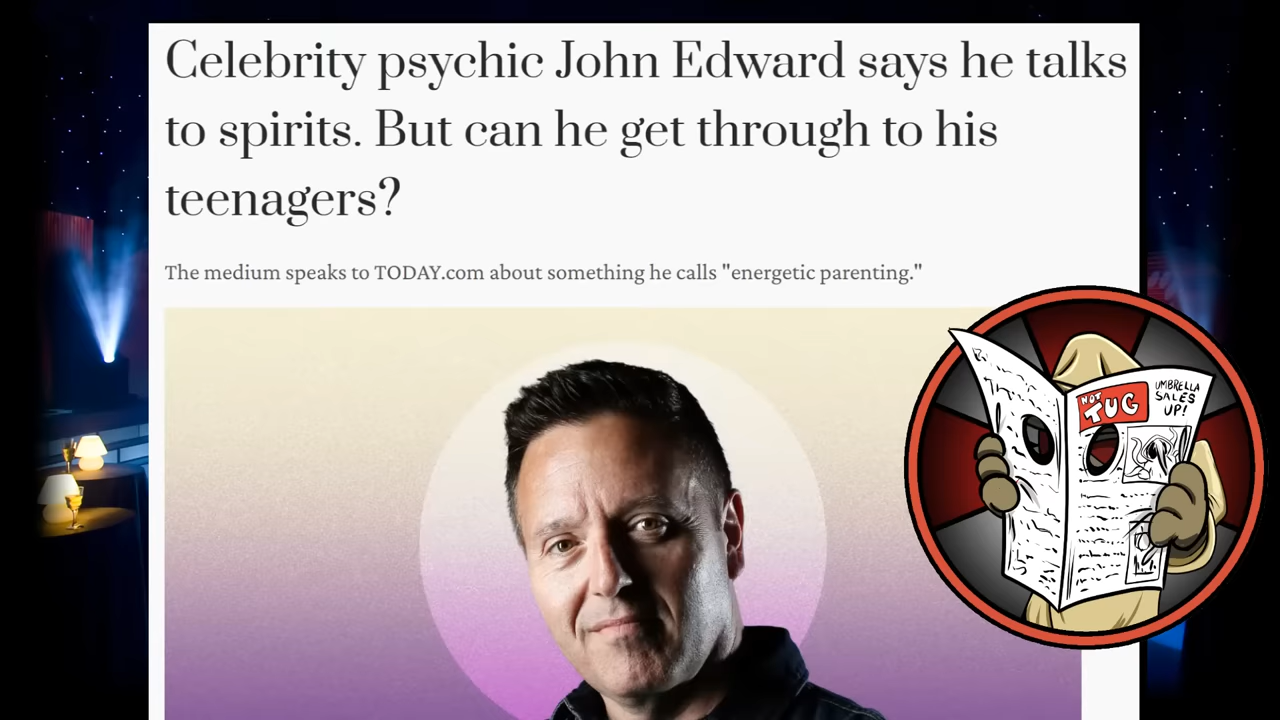 Celebrity psychic John Edward says he talks
to spirits. But can he get through to his
teenagers?
The medium speaks to TODAY.com about something he calls "energetic parenting."
NOT
TUG
UMBRELLA
SALES
UP!